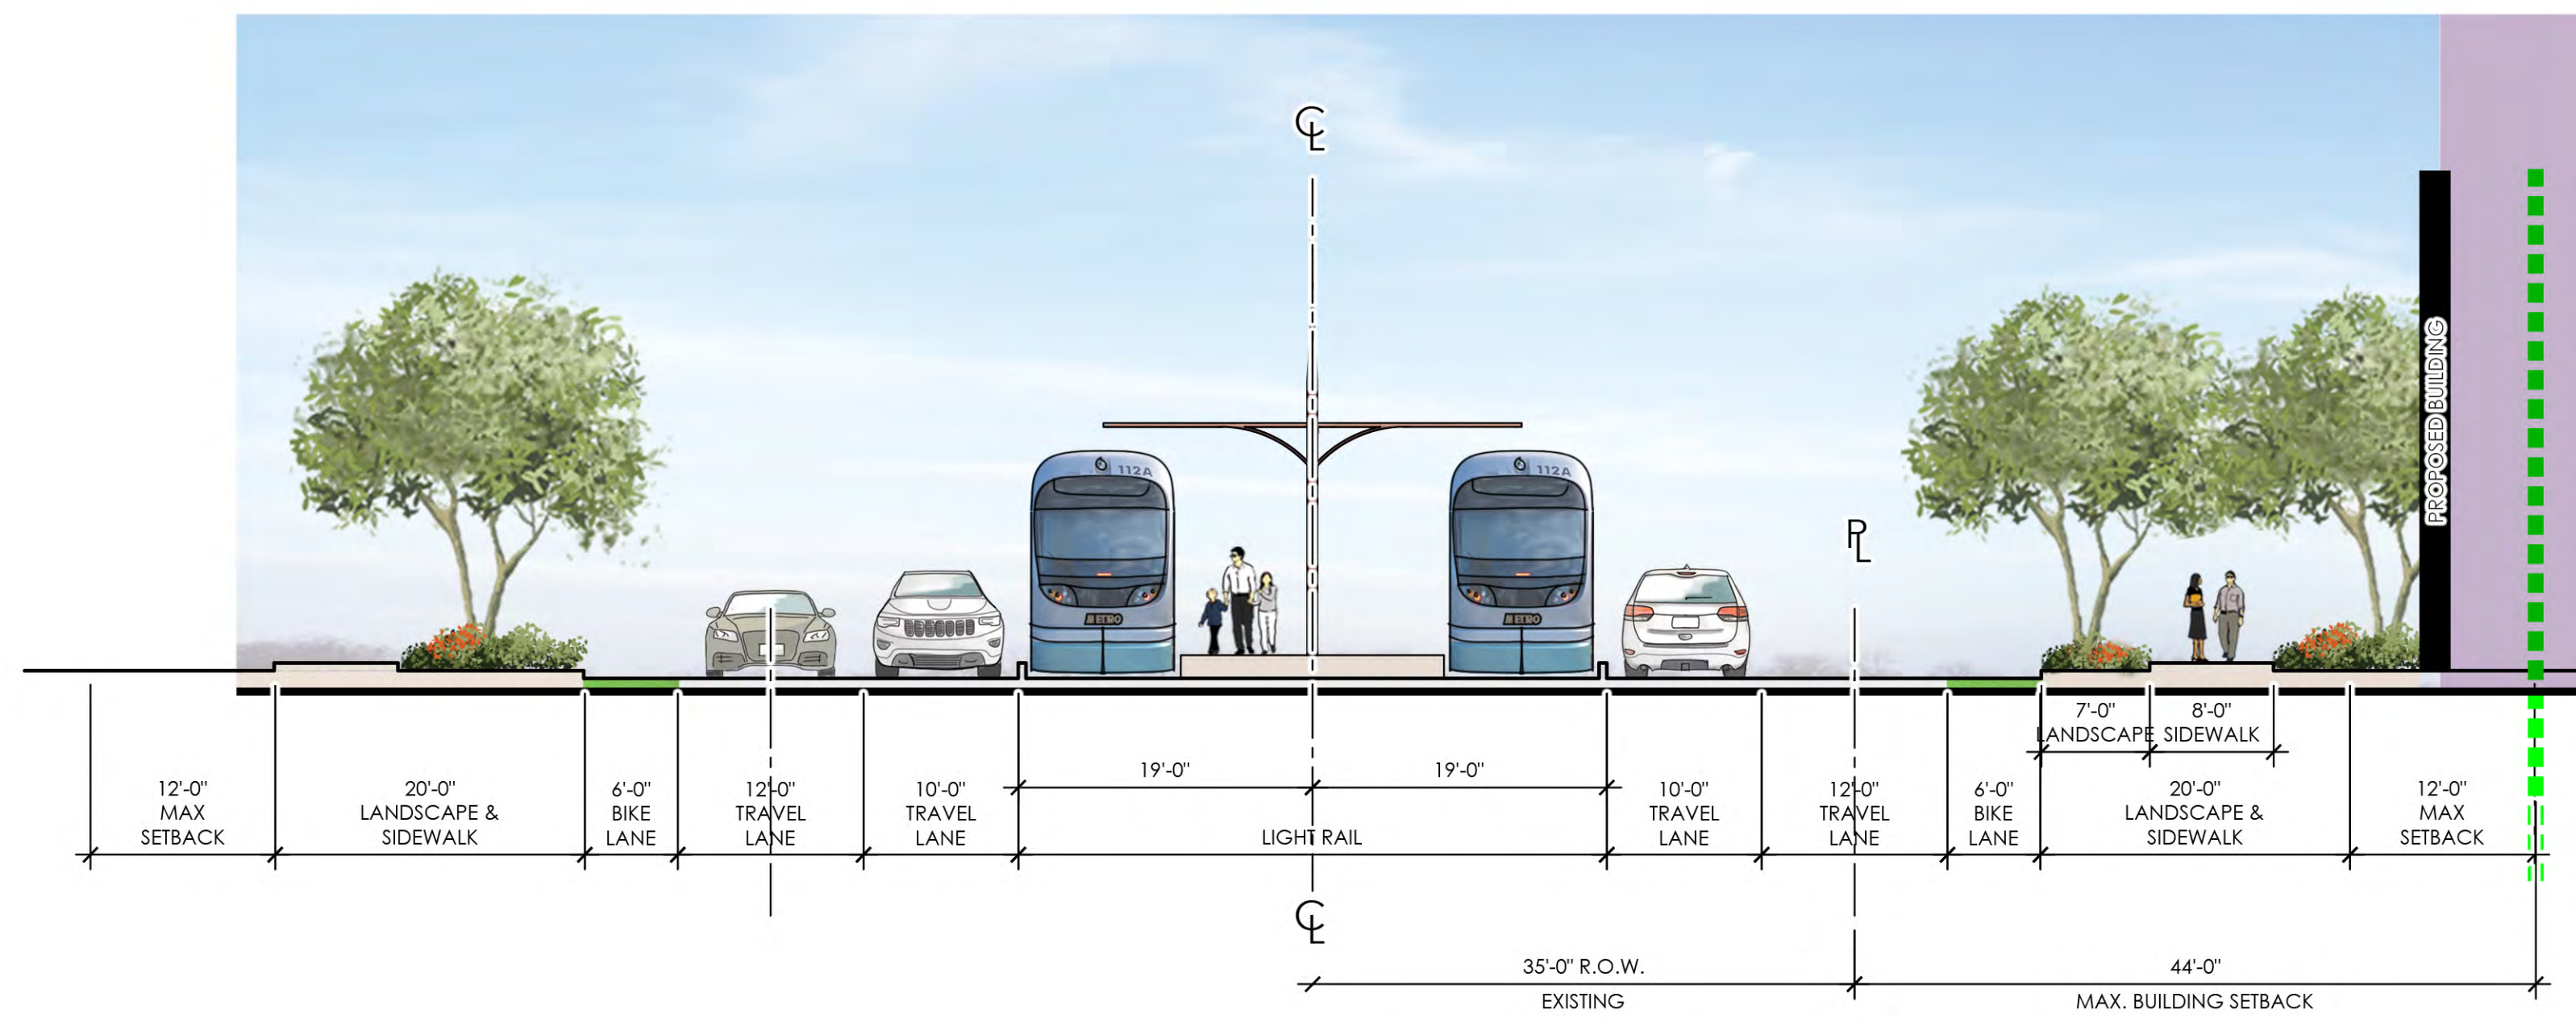 ℄
PROPOSED BUILDING
112A
112A
ℙL
METRO
METRO
7'-0"
LANDSCAPE
8'-0"
SIDEWALK
19'-0"
19'-0"
12'-0"
MAX
SETBACK
20'-0"
LANDSCAPE &
SIDEWALK
6'-0"
BIKE
LANE
12'-0"
TRAVEL
LANE
10'-0"
TRAVEL
LANE
LIGHT RAIL
10'-0"
TRAVEL
LANE
12'-0"
TRAVEL
LANE
6'-0"
BIKE
LANE
20'-0"
LANDSCAPE &
SIDEWALK
12'-0"
MAX
SETBACK
℄
35'-0" R.O.W.
EXISTING
44'-0"
MAX. BUILDING SETBACK